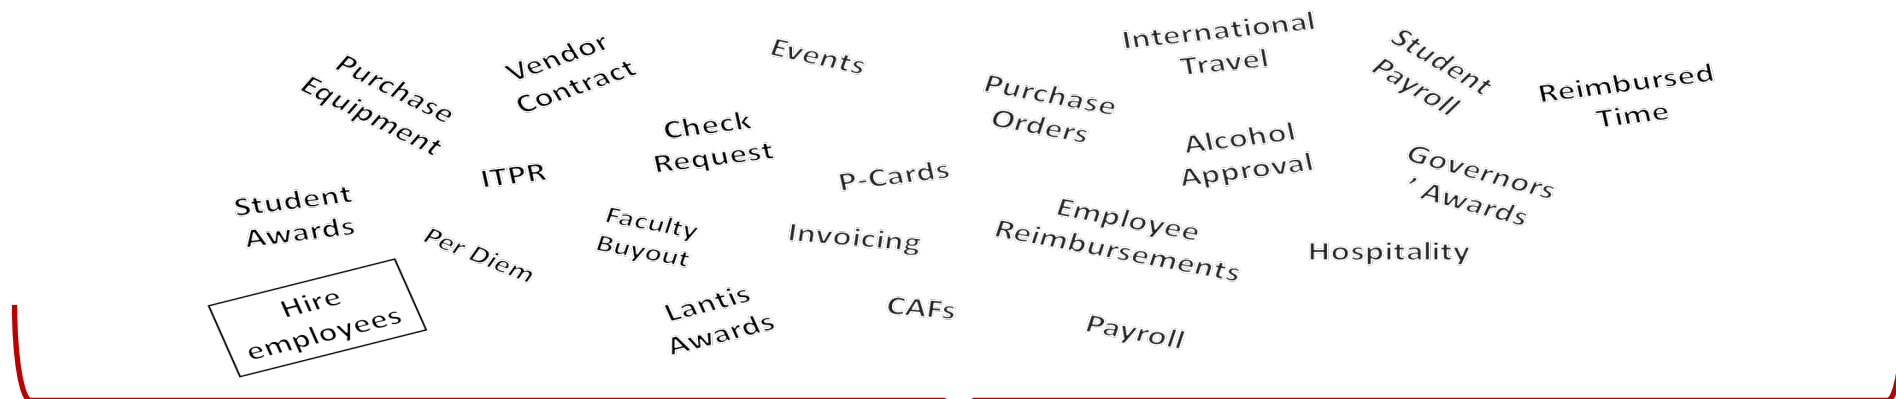 Purchase
Equipment
Vendor
Contract
Events
International
Travel
Student
Payroll
Reimbursed
Time
Purchase
Orders
Check
Request
Alcohol
Approval
ITPR
P-Cards
Governors
’ Awards
Student
Awards
Per Diem
Faculty
Buyout
Invoicing
Employee
Reimbursements
Hospitality
Hire
employees
Lantis
Awards
CAFs
Payroll